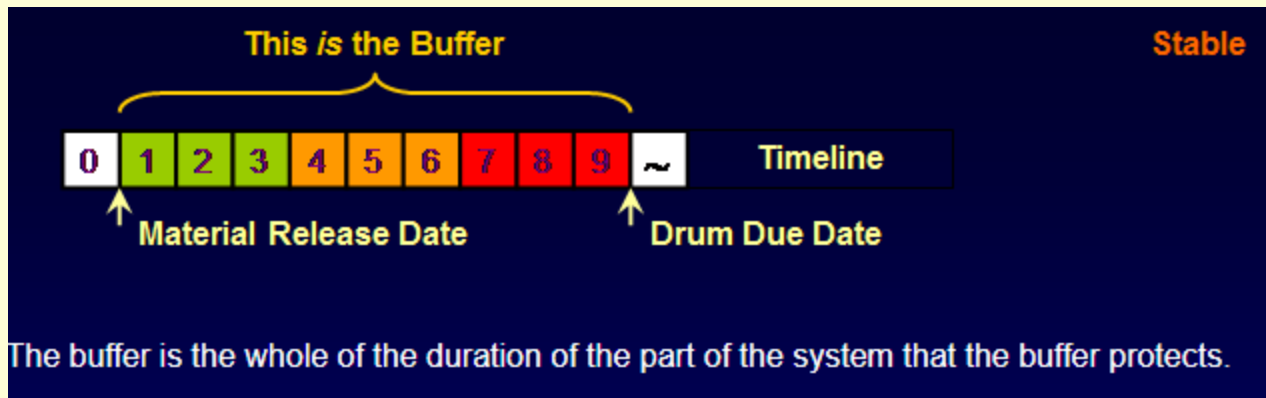 This is the Buffer
Stable
0 1 2 3 4 5 6 7 8 9 ~ Timeline
Material Release Date
Drum Due Date
The buffer is the whole of the duration of the part of the system that the buffer protects.